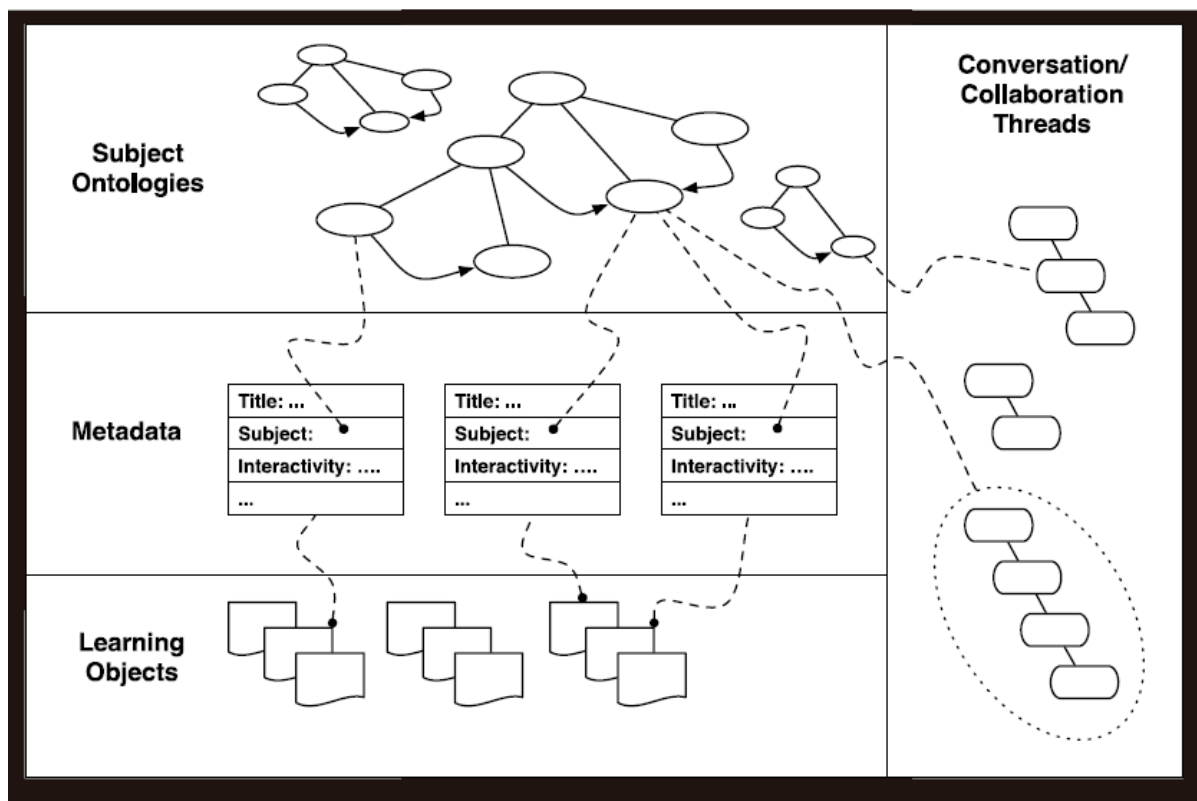 Subject
Ontologies
Conversation/
Collaboration
Threads
Metadata
Title: ...
Subject:
Interactivity: ....
...
Title: ...
Subject:
Interactivity: ....
...
Title: ...
Subject:
Interactivity: ....
...
Learning
Objects